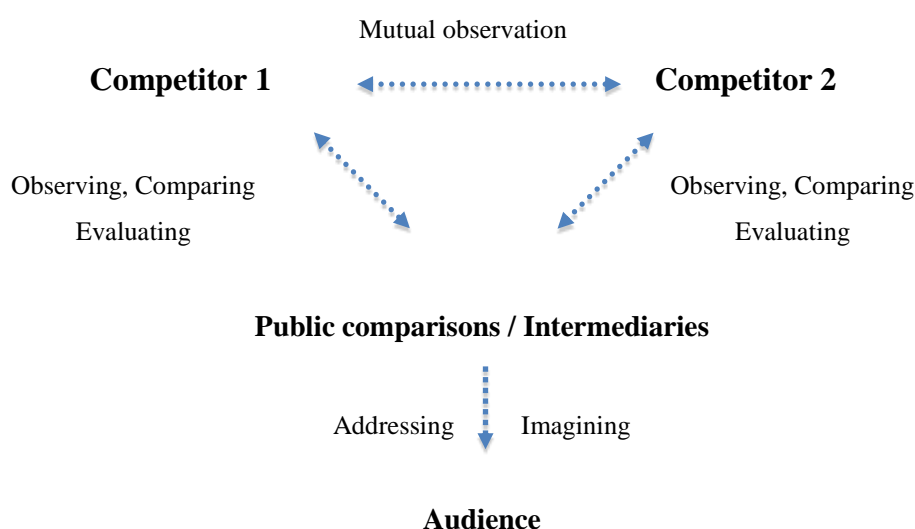 Mutual observation
Competitor 1
Competitor 2
Observing, Comparing
Evaluating
Observing, Comparing
Evaluating
Public comparisons / Intermediaries
Addressing
Imagining
Audience